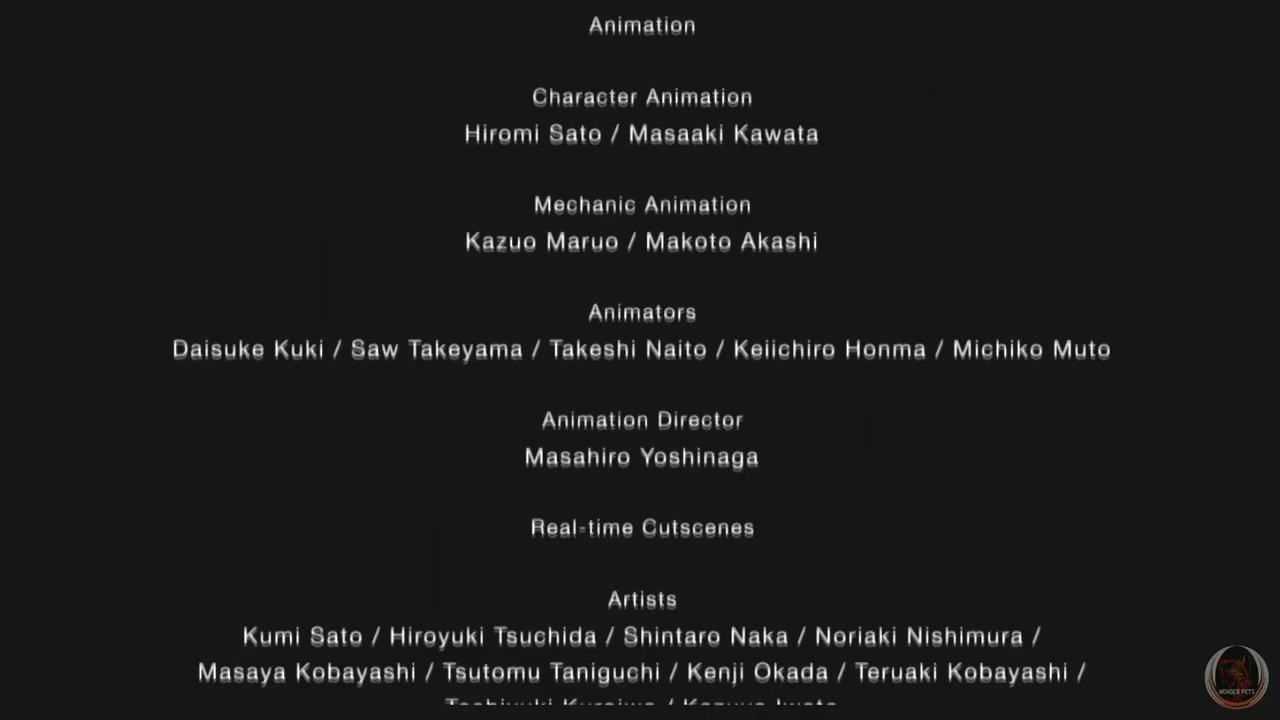 Animation
Character Animation
Hiromi Sato / Masaaki Kawata
Mechanic Animation
Kazuo Maruo / Makoto Akashi
Animators
Daisuke Kuki / Saw Takeyama / Takeshi Naito / Keiichiro Honma / Michiko Muto
Animation Director
Masahiro Yoshinaga
Real-time Cutscenes
Artists
Kumi Sato / Hiroyuki Tsuchida / Shintaro Naka / Noriaki Nishimura /
Masaya Kobayashi / Tsutomu Taniguchi / Kenji Okada / Teruaki Kobayashi /
WONDER PETS